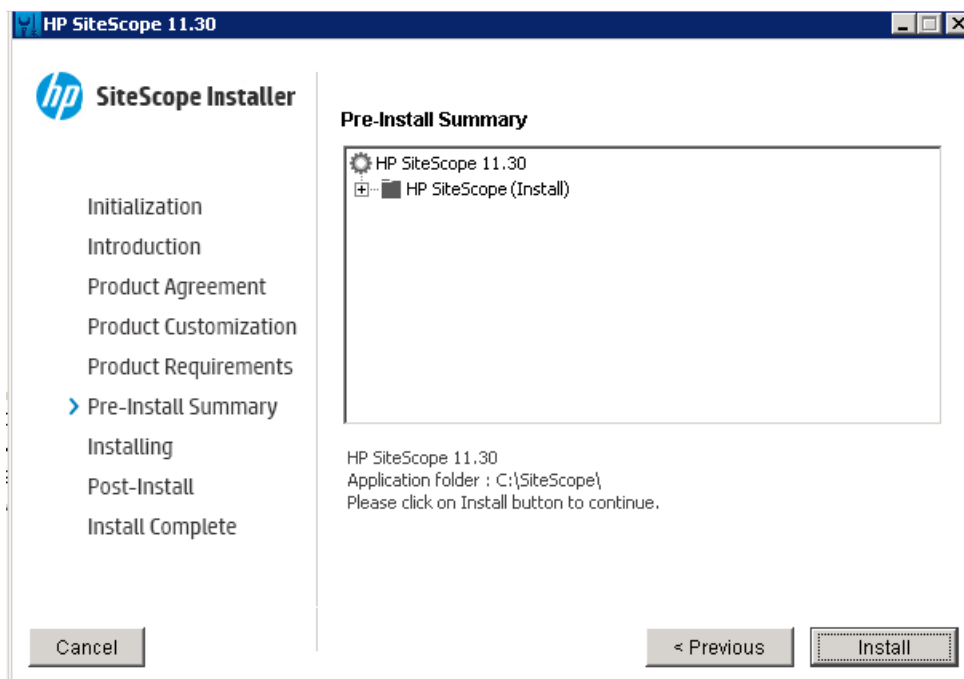 HP SiteScope 11.30
hp SiteScope Installer
Initialization
Introduction
Product Agreement
Product Customization
Product Requirements
Pre-Install Summary
Installing
Post-Install
Install Complete
Pre-Install Summary
HP SiteScope 11.30
HP SiteScope (Install)
HP SiteScope 11.30
Application folder : C:\SiteScope\
Please click on Install button to continue.
Cancel
< Previous
Install